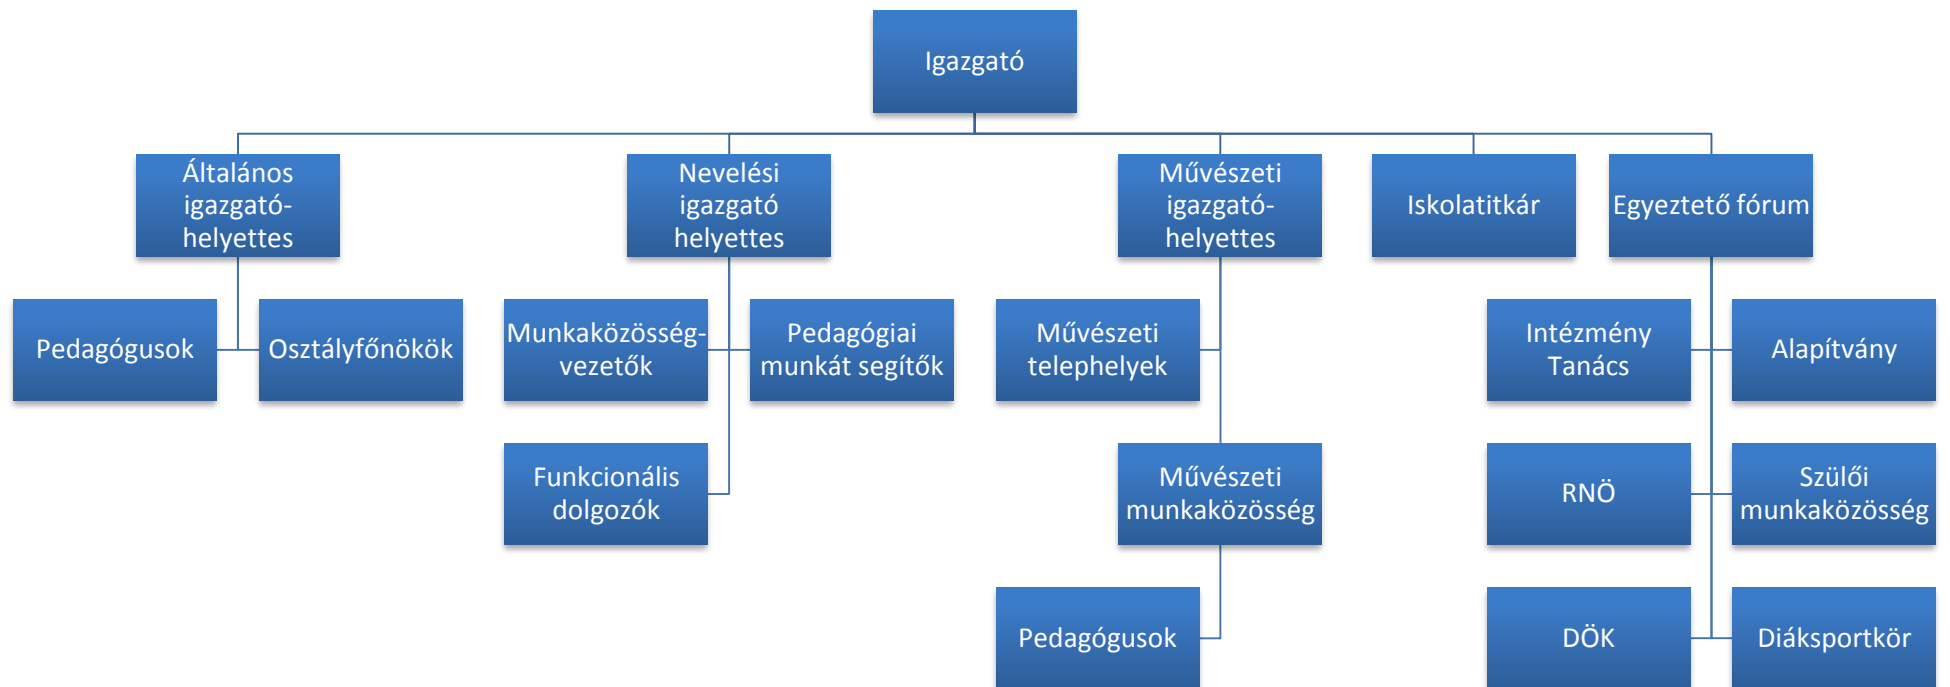 Igazgató
Általános
igazgató-
helyettes
Nevelési
igazgató
helyettes
Művészeti
igazgató-
helyettes
Iskolatitkár
Egyeztető fórum
Pedagógusok
Osztályfőnökök
Munkaközösség-
vezetők
Pedagógiai
munkát segítők
Művészeti
telephelyek
Intézmény
Tanács
Alapítvány
Funkcionális
dolgozók
Művészeti
munkaközösség
RNÖ
Szülői
munkaközösség
Pedagógusok
DÖK
Diáksportkör